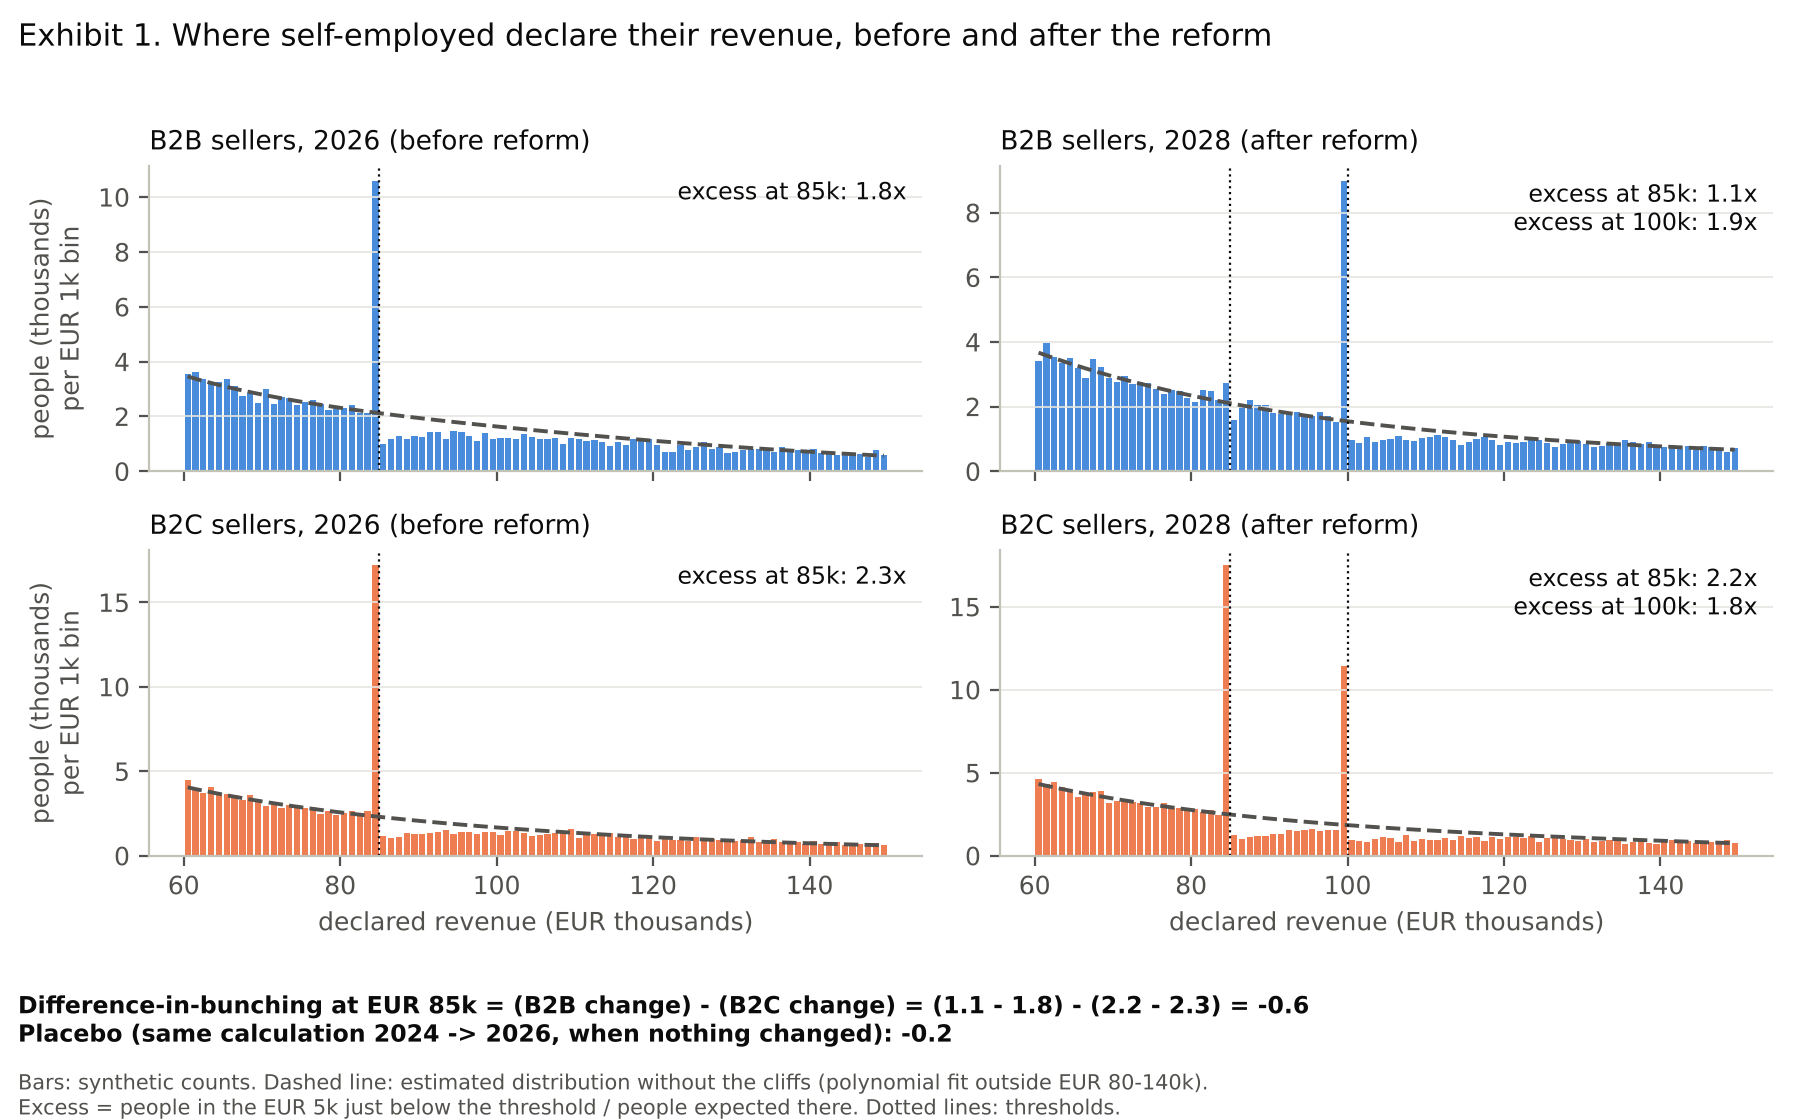 Exhibit 1. Where self-employed declare their revenue, before and after the reform
B2B sellers, 2026 (before reform)
people (thousands)
per EUR 1k bin
10
8
6
4
2
0
excess at 85k: 1.8x
B2B sellers, 2028 (after reform)
8
6
4
2
0
excess at 85k: 1.1x
excess at 100k: 1.9x
B2C sellers, 2026 (before reform)
people (thousands)
per EUR 1k bin
15
10
5
0
excess at 85k: 2.3x
60 80 100 120 140
declared revenue (EUR thousands)
B2C sellers, 2028 (after reform)
15
10
5
0
excess at 85k: 2.2x
excess at 100k: 1.8x
60 80 100 120 140
declared revenue (EUR thousands)
Difference-in-bunching at EUR 85k = (B2B change) - (B2C change) = (1.1 - 1.8) - (2.2 - 2.3) = -0.6
Placebo (same calculation 2024 -> 2026, when nothing changed): -0.2
Bars: synthetic counts. Dashed line: estimated distribution without the cliffs (polynomial fit outside EUR 80-140k).
Excess = people in the EUR 5k just below the threshold / people expected there. Dotted lines: thresholds.